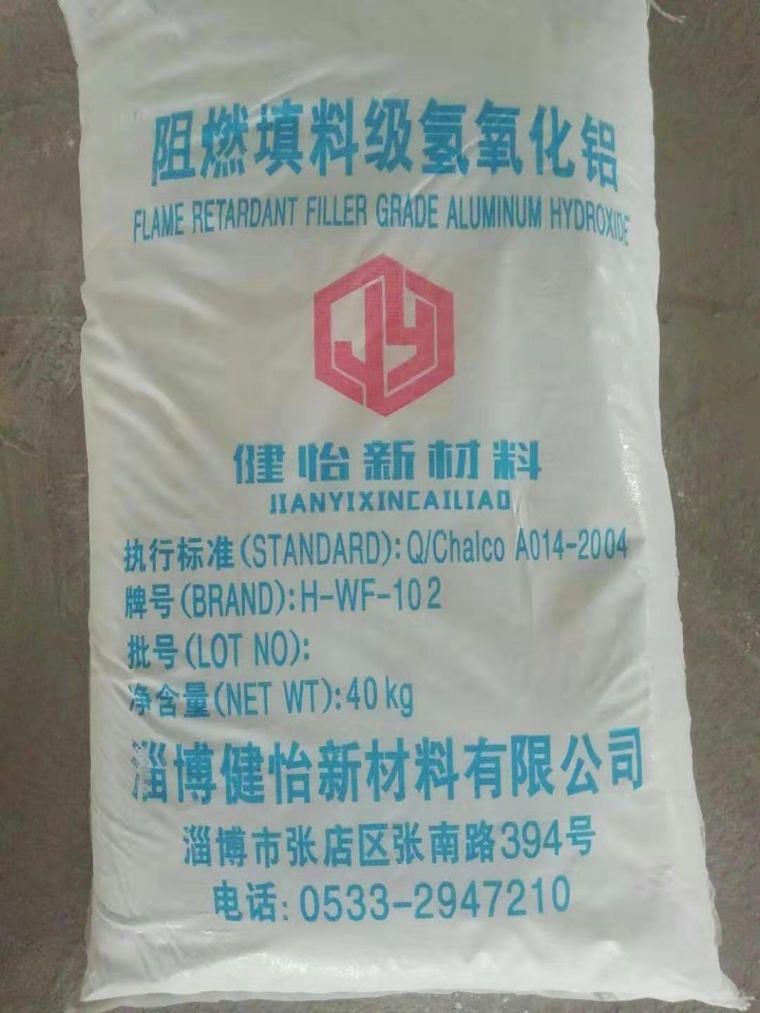 阻燃填料级氢氧化铝
FLAME RETARDANT FILLER GRADE ALUMINUM HYDROXIDE
JY
健怡新材料
JIANYIXINCAILIAO
执行标准(STANDARD):Q/Chalco A014-2004
牌号(BRAND):H-WF-102
批号(LOT NO):
净含量(NET WT):40kg
淄博健怡新材料有限公司
淄博市张店区张南路394号
电话:0533-2947210